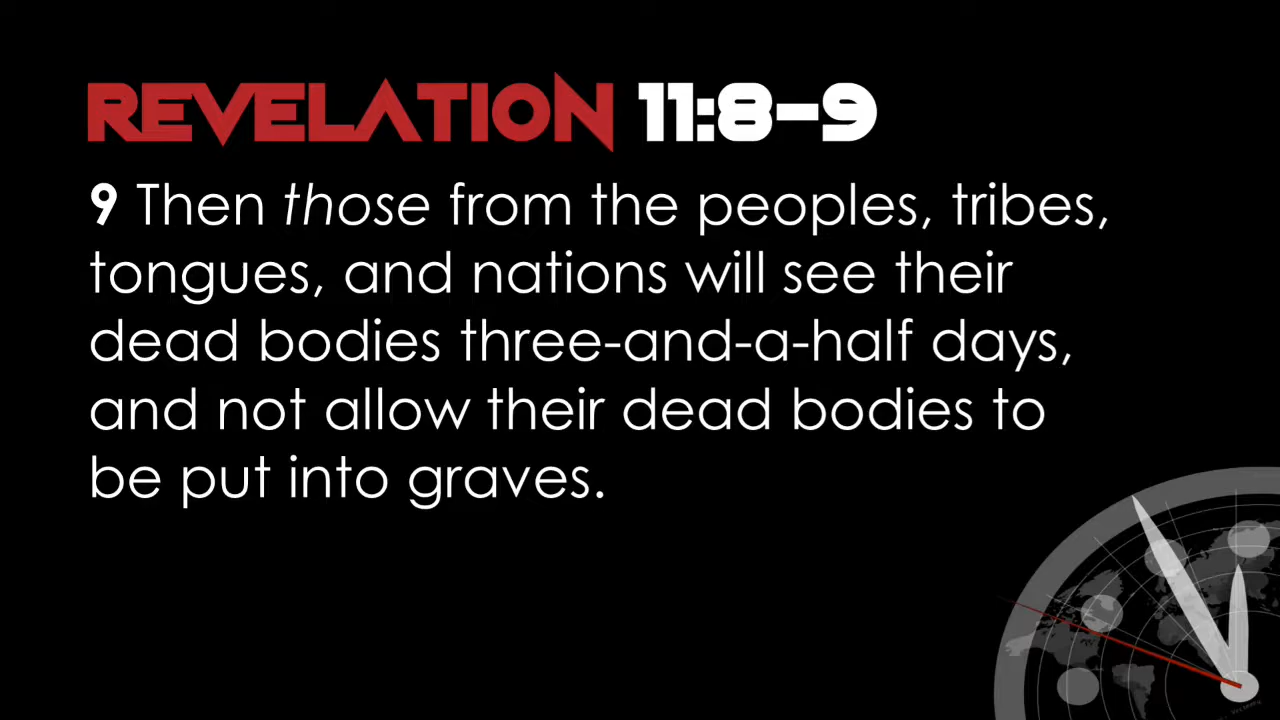 REVELATION 11:8–9
9 Then those from the peoples, tribes,
tongues, and nations will see their
dead bodies three-and-a-half days,
and not allow their dead bodies to
be put into graves.